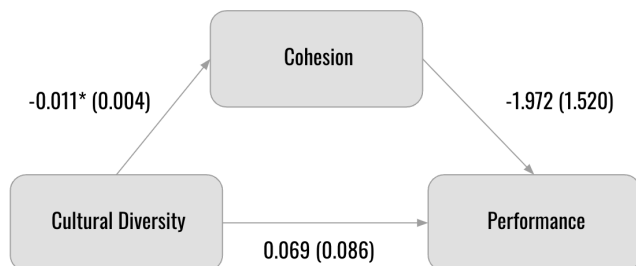 Cohesion
-0.011* (0.004)
-1.972 (1.520)
Cultural Diversity
Performance
0.069 (0.086)